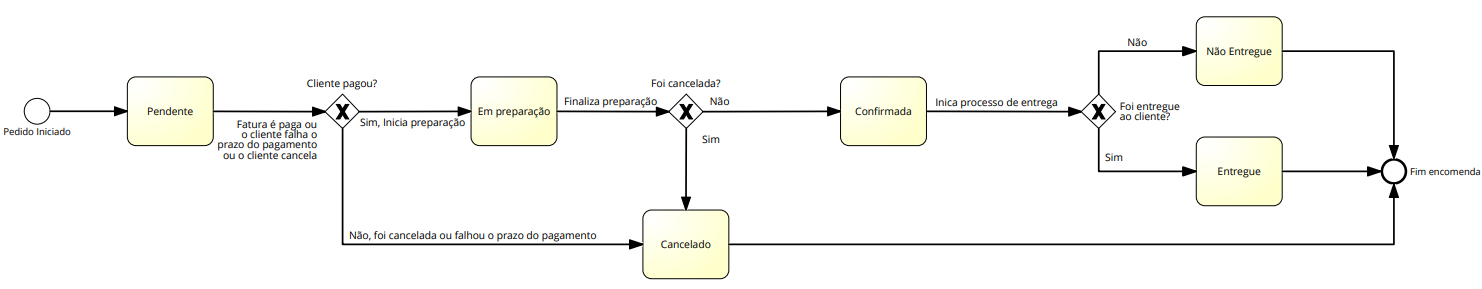 Pedido Iniciado
Pendente
Fatura é paga ou
o cliente falha o
prazo do pagamento
ou o cliente cancela
Cliente pagou?
Sim, Inicia preparação
Em preparação
Finaliza preparação
Foi cancelada?
Não
Sim
Confirmada
Inica processo de entrega
Foi entregue
ao cliente?
Não
Não Entregue
Sim
Entregue
Fim encomenda
Não, foi cancelada ou falhou o prazo do pagamento
Cancelado